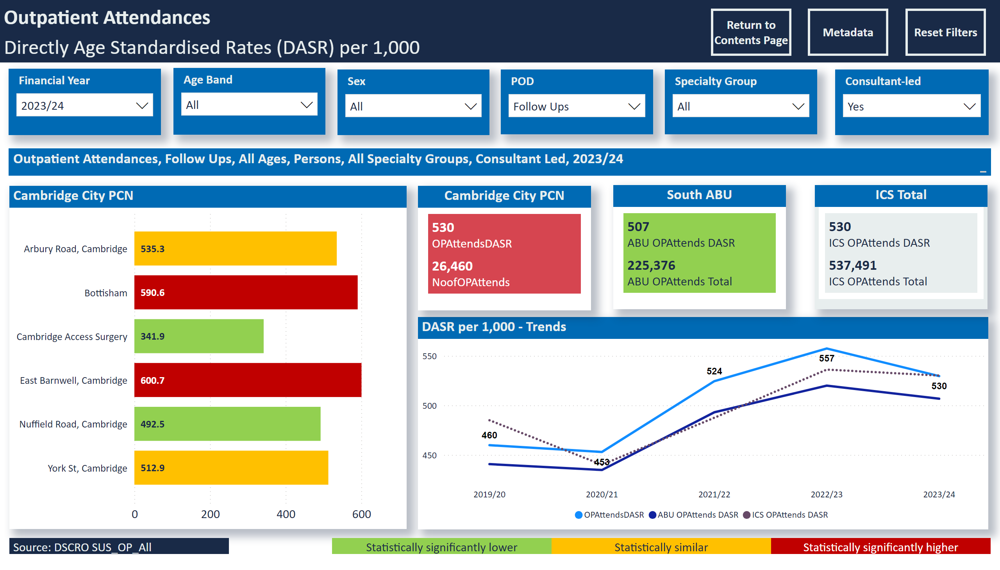 Outpatient Attendances
Directly Age Standardised Rates (DASR) per 1,000
Return to
Contents Page
Metadata
Reset Filters
Financial Year
2023/24
Age Band
All
Sex
All
POD
Follow Ups
Specialty Group
All
Consultant-led
Yes
Outpatient Attendances, Follow Ups, All Ages, Persons, All Specialty Groups, Consultant Led, 2023/24
Cambridge City PCN
Arbury Road, Cambridge
535.3
Bottisham
590.6
Cambridge Access Surgery
341.9
East Barnwell, Cambridge
600.7
Nuffield Road, Cambridge
492.5
York St, Cambridge
512.9
0 200 400 600
Cambridge City PCN
530
OPAttendsDASR
26,460
NoofOPAttends
South ABU
507
ABU OPAttends DASR
225,376
ABU OPAttends Total
ICS Total
530
ICS OPAttends DASR
537,491
ICS OPAttends Total
DASR per 1,000 - Trends
550
500
450
460
453
524
557
530
2019/20 2020/21 2021/22 2022/23 2023/24
OPAttendsDASR ABU OPAttends DASR ICS OPAttends DASR
Source: DSCRO SUS_OP_All
Statistically significantly lower
Statistically similar
Statistically significantly higher